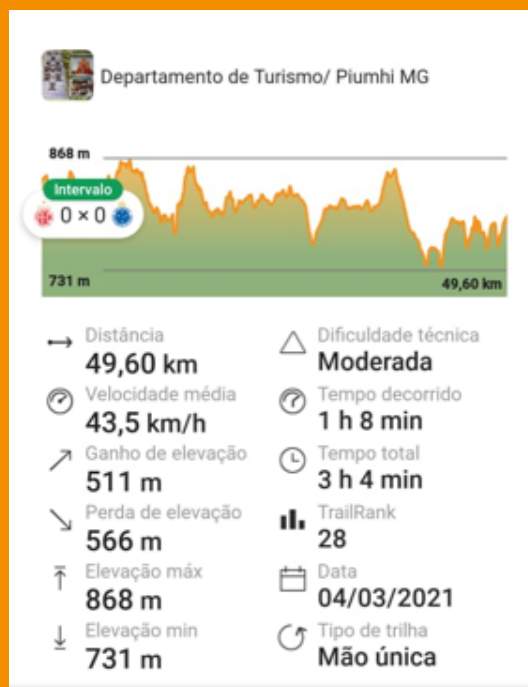 Departamento de Turismo/ Piumhi MG
868 m
Intervalo
0 × 0
731 m
49,60 km
Distância
49,60 km
Dificuldade técnica
Moderada
Velocidade média
43,5 km/h
Tempo decorrido
1 h 8 min
Ganho de elevação
511 m
Tempo total
3 h 4 min
Perda de elevação
566 m
TrailRank
28
Elevação máx
868 m
Data
04/03/2021
Elevação min
731 m
Tipo de trilha
Mão única